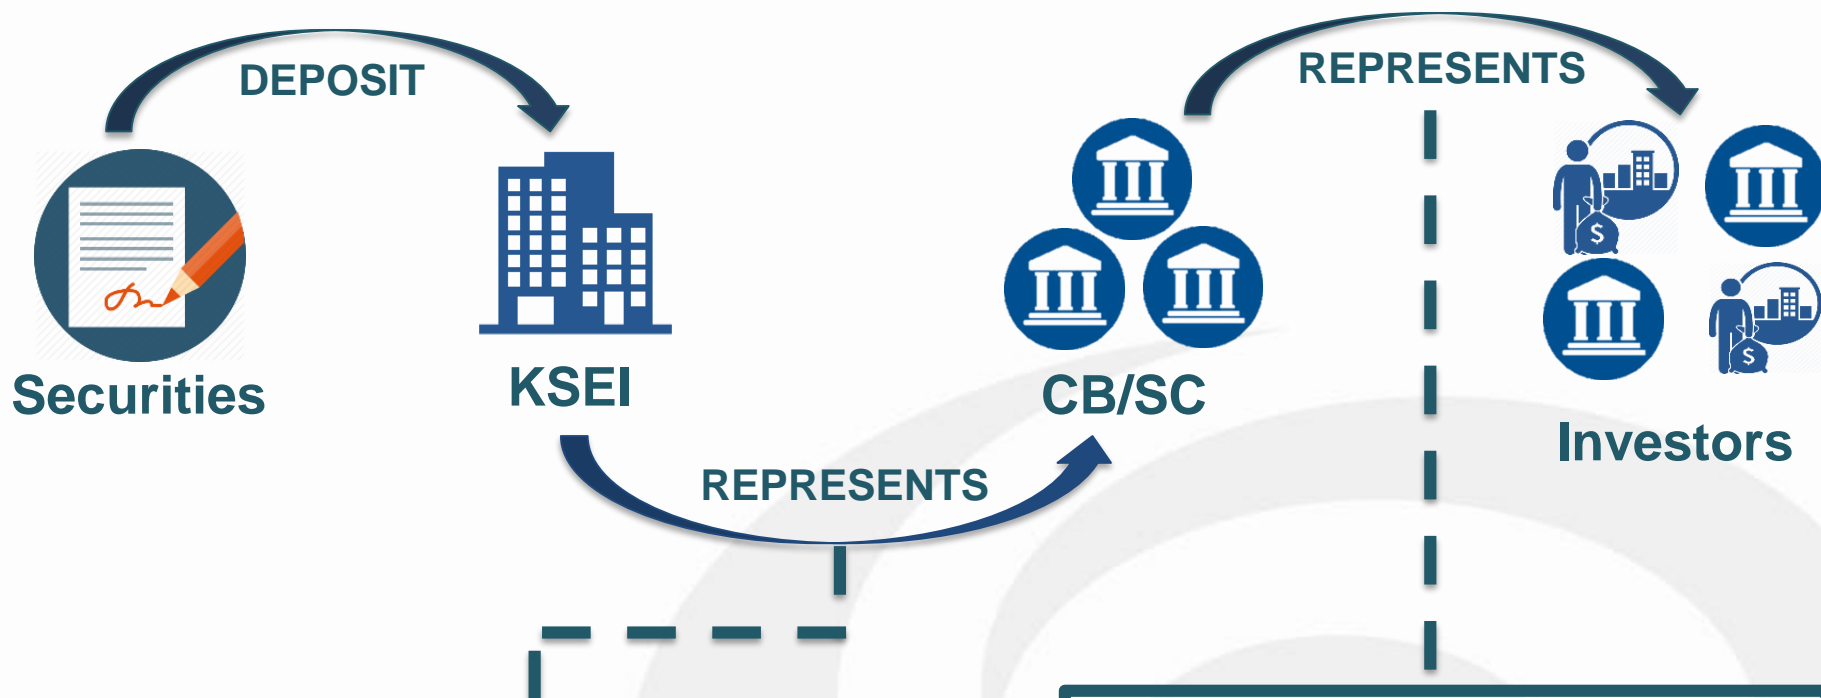 DEPOSIT
REPRESENTS
Securities
KSEI
CB/SC
Investors
REPRESENTS